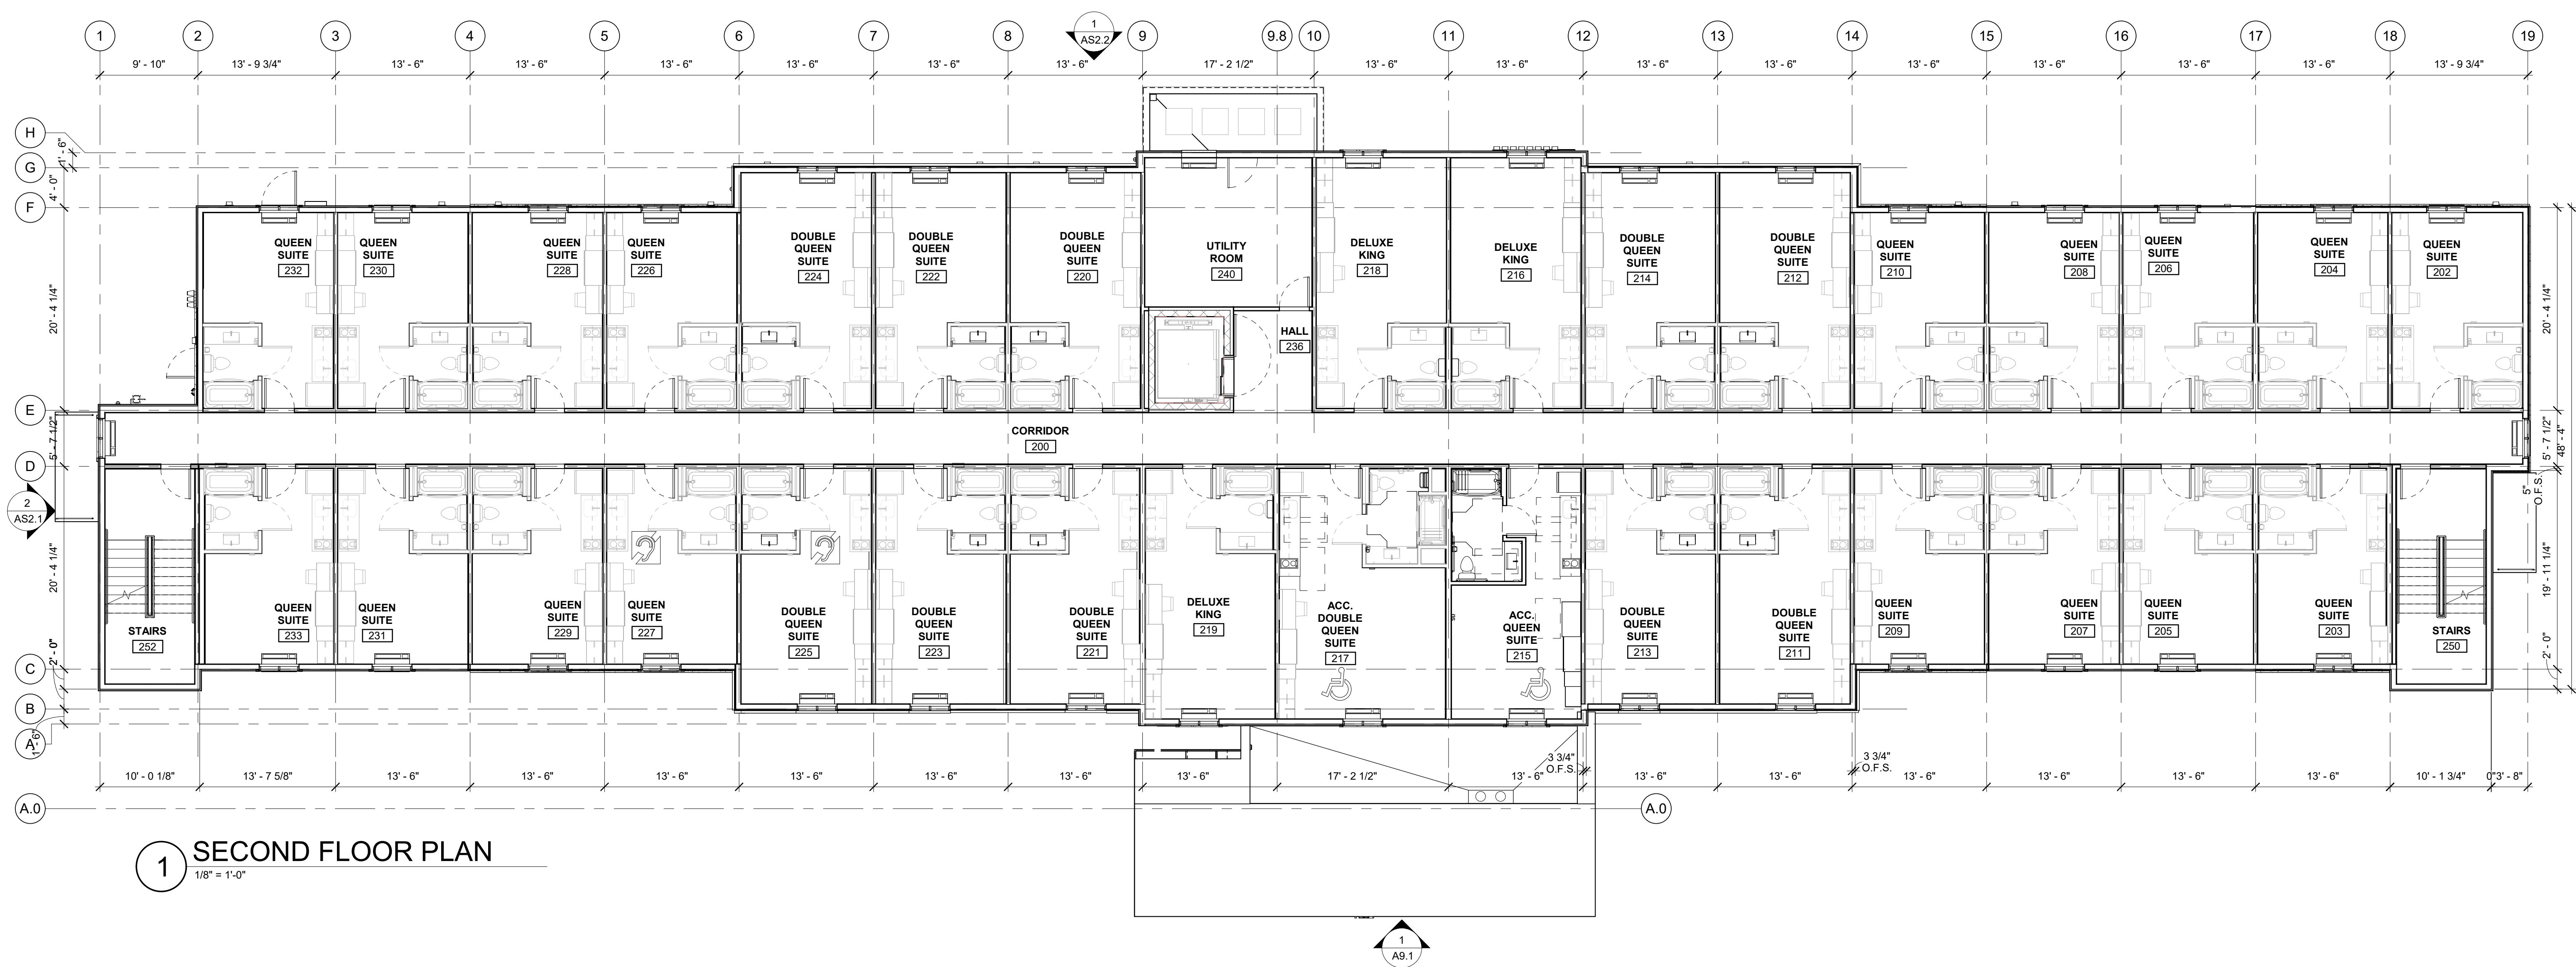 1 2 3 4 5 6 7 8 1 9 9.8 10 11 12 13 14 15 16 17 18 19
AS2.2
9' - 10" 13' - 9 3/4" 13' - 6" 13' - 6" 13' - 6" 13' - 6" 13' - 6" 13' - 6" 17' - 2 1/2" 13' - 6" 13' - 6" 13' - 6" 13' - 6" 13' - 6" 13' - 6" 13' - 6" 13' - 6" 13' - 9 3/4"
H
1' - 6"
G
4' - 0"
F
QUEEN SUITE 232
QUEEN SUITE 230
QUEEN SUITE 228
QUEEN SUITE 226
DOUBLE QUEEN SUITE 224
DOUBLE QUEEN SUITE 222
DOUBLE QUEEN SUITE 220
UTILITY ROOM 240
DELUXE KING 218
DELUXE KING 216
DOUBLE QUEEN SUITE 214
DOUBLE QUEEN SUITE 212
QUEEN SUITE 210
QUEEN SUITE 208
QUEEN SUITE 206
QUEEN SUITE 204
QUEEN SUITE 202
20' - 4 1/4"
20' - 4 1/4"
HALL
236
E
CORRIDOR
200
5' - 7 1/2"
5' - 7 1/2"
48' - 4"
D
2
AS2.1
5"
O.F.S.
20' - 4 1/4"
19' - 11 1/4"
STAIRS 252
QUEEN SUITE 233
QUEEN SUITE 231
QUEEN SUITE 229
QUEEN SUITE 227
DOUBLE QUEEN SUITE 225
DOUBLE QUEEN SUITE 223
DOUBLE QUEEN SUITE 221
DELUXE KING 219
ACC. DOUBLE QUEEN SUITE 217
ACC. QUEEN SUITE 215
DOUBLE QUEEN SUITE 213
DOUBLE QUEEN SUITE 211
QUEEN SUITE 209
QUEEN SUITE 207
QUEEN SUITE 205
QUEEN SUITE 203
STAIRS 250
2' - 0"
2' - 0"
C
B
A
1' - 6"
3 3/4"
O.F.S.
3 3/4"
O.F.S.
10' - 0 1/8" 13' - 7 5/8" 13' - 6" 13' - 6" 13' - 6" 13' - 6" 13' - 6" 13' - 6" 13' - 6" 17' - 2 1/2" 13' - 6" 13' - 6" 13' - 6" 13' - 6" 13' - 6" 13' - 6" 13' - 6" 10' - 1 3/4" 0" 3' - 8"
A.0 A.0
1 SECOND FLOOR PLAN
1/8" = 1'-0"
1
A9.1